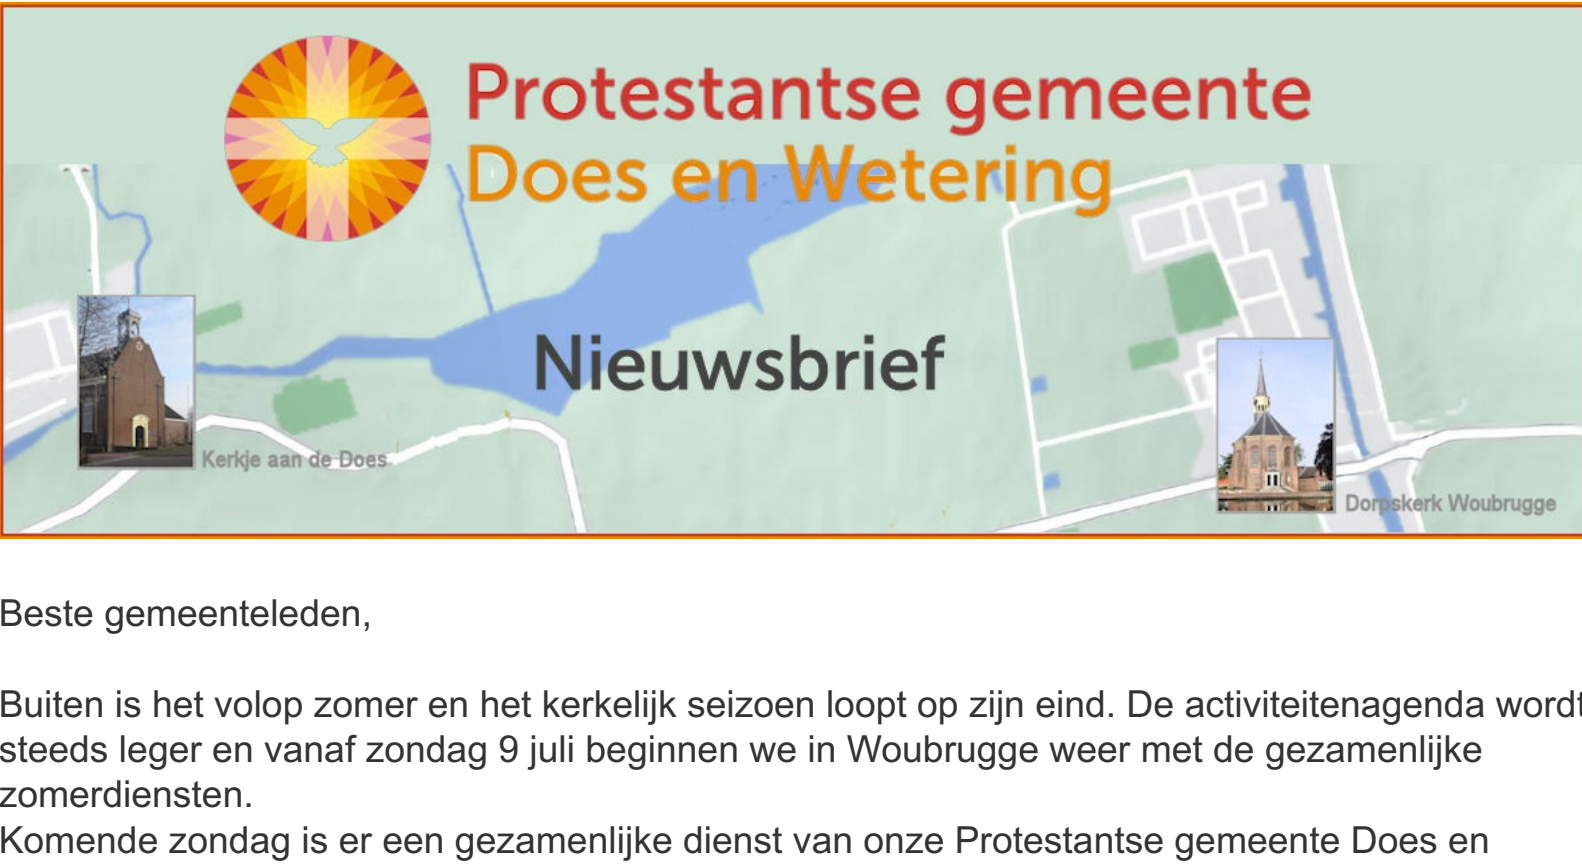 Protestantse gemeente
Does en Wetering
Nieuwsbrief
Kerkje aan de Does
Dorpskerk Woubrugge
Beste gemeenteleden,
Buiten is het volop zomer en het kerkelijk seizoen loopt op zijn eind. De activiteitenagenda wordt
steeds leger en vanaf zondag 9 juli beginnen we in Woubrugge weer met de gezamenlijke
zomerdiensten.
Komende zondag is er een gezamenlijke dienst van onze Protestantse gemeente Does en